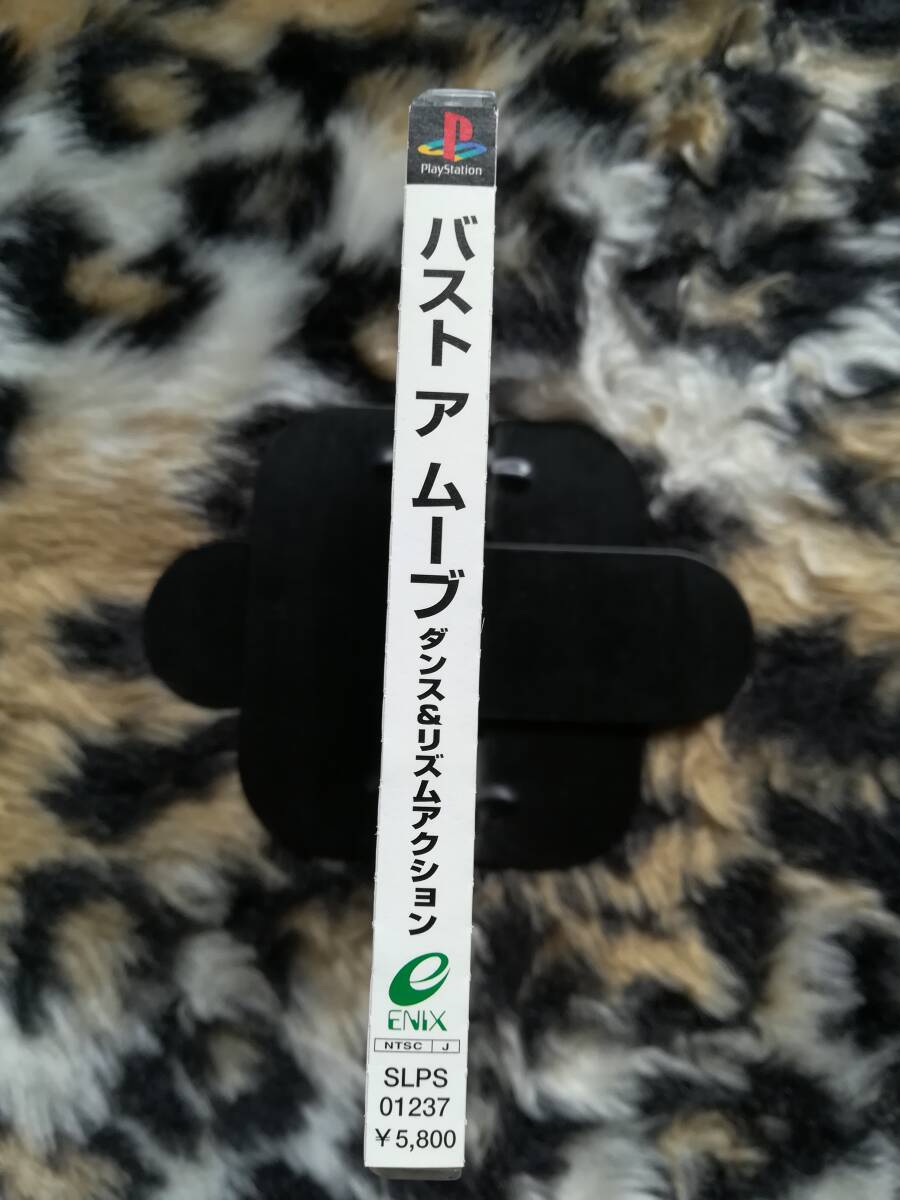 PlayStation
バスト ア ムーブ
ダンス&リズムアクション
ENIX
NTSC J
SLPS
01237
￥5,800